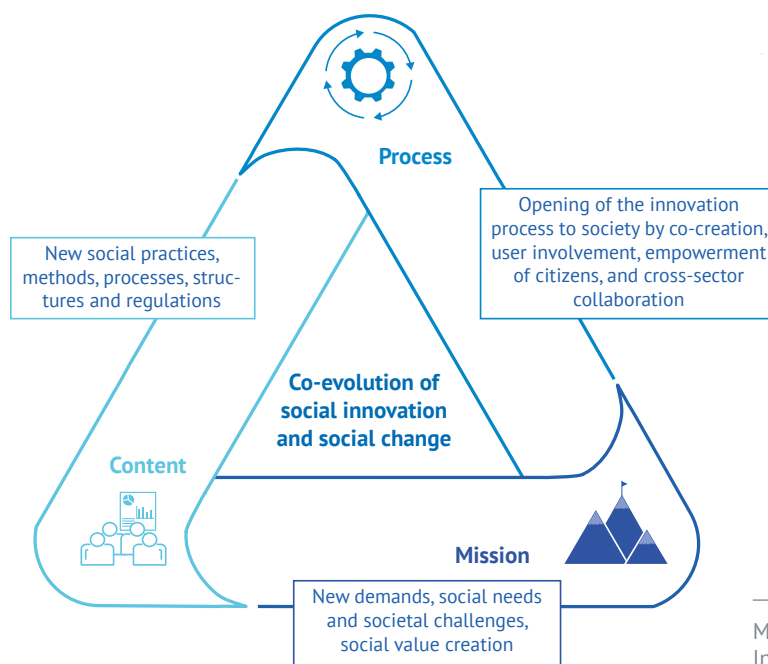 Process
Opening of the innovation
process to society by co-creation,
user involvement, empowerment
of citizens, and cross-sector
collaboration
New social practices,
methods, processes, struc-
tures and regulations
Co-evolution of
social innovation
and social change
Content
Mission
New demands, social needs
and societal challenges,
social value creation